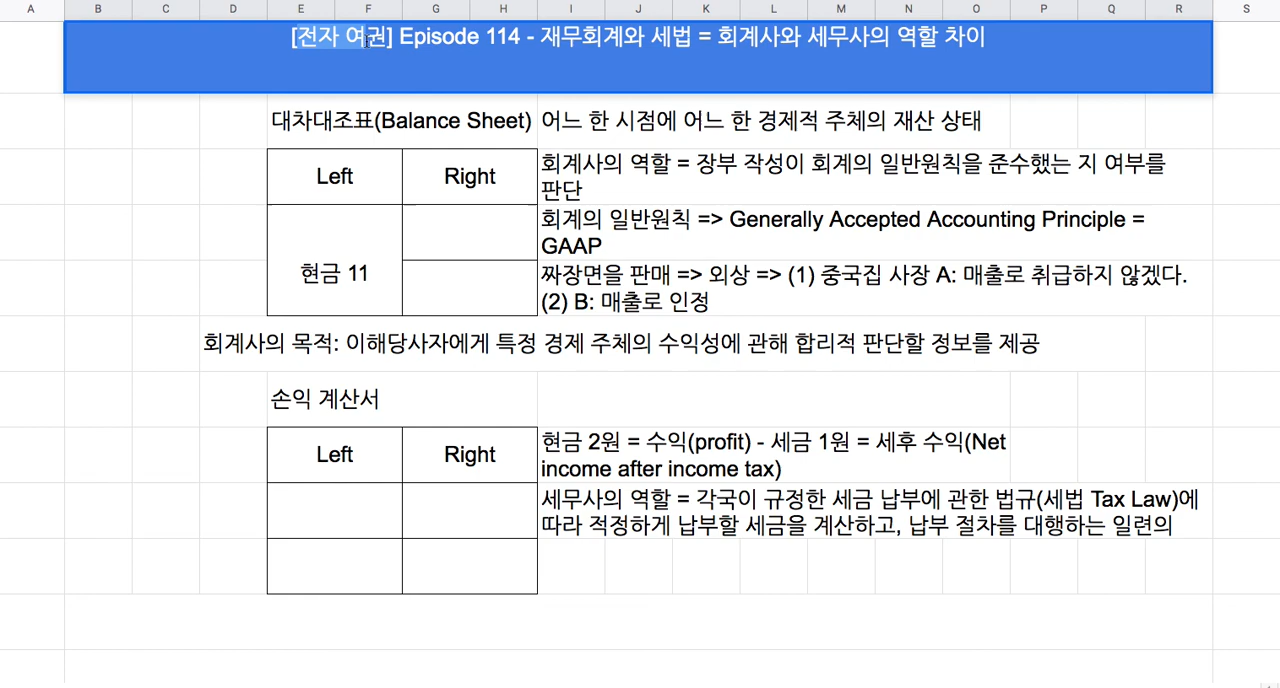 A B C D E F G H I J K L M N O P Q R S
[전자 여권] Episode 114 - 재무회계와 세법 = 회계사와 세무사의 역할 차이
대차대조표(Balance Sheet) 어느 한 시점에 어느 한 경제적 주체의 재산 상태
Left Right
회계사의 역할 = 장부 작성이 회계의 일반원칙을 준수했는 지 여부를
판단
회계의 일반원칙 => Generally Accepted Accounting Principle =
GAAP
현금 11
짜장면을 판매 => 외상 => (1) 중국집 사장 A: 매출로 취급하지 않겠다.
(2) B: 매출로 인정
회계사의 목적: 이해당사자에게 특정 경제 주체의 수익성에 관해 합리적 판단할 정보를 제공
손익 계산서
Left Right
현금 2원 = 수익(profit) - 세금 1원 = 세후 수익(Net
income after income tax)
세무사의 역할 = 각국이 규정한 세금 납부에 관한 법규(세법 Tax Law)에
따라 적정하게 납부할 세금을 계산하고, 납부 절차를 대행하는 일련의